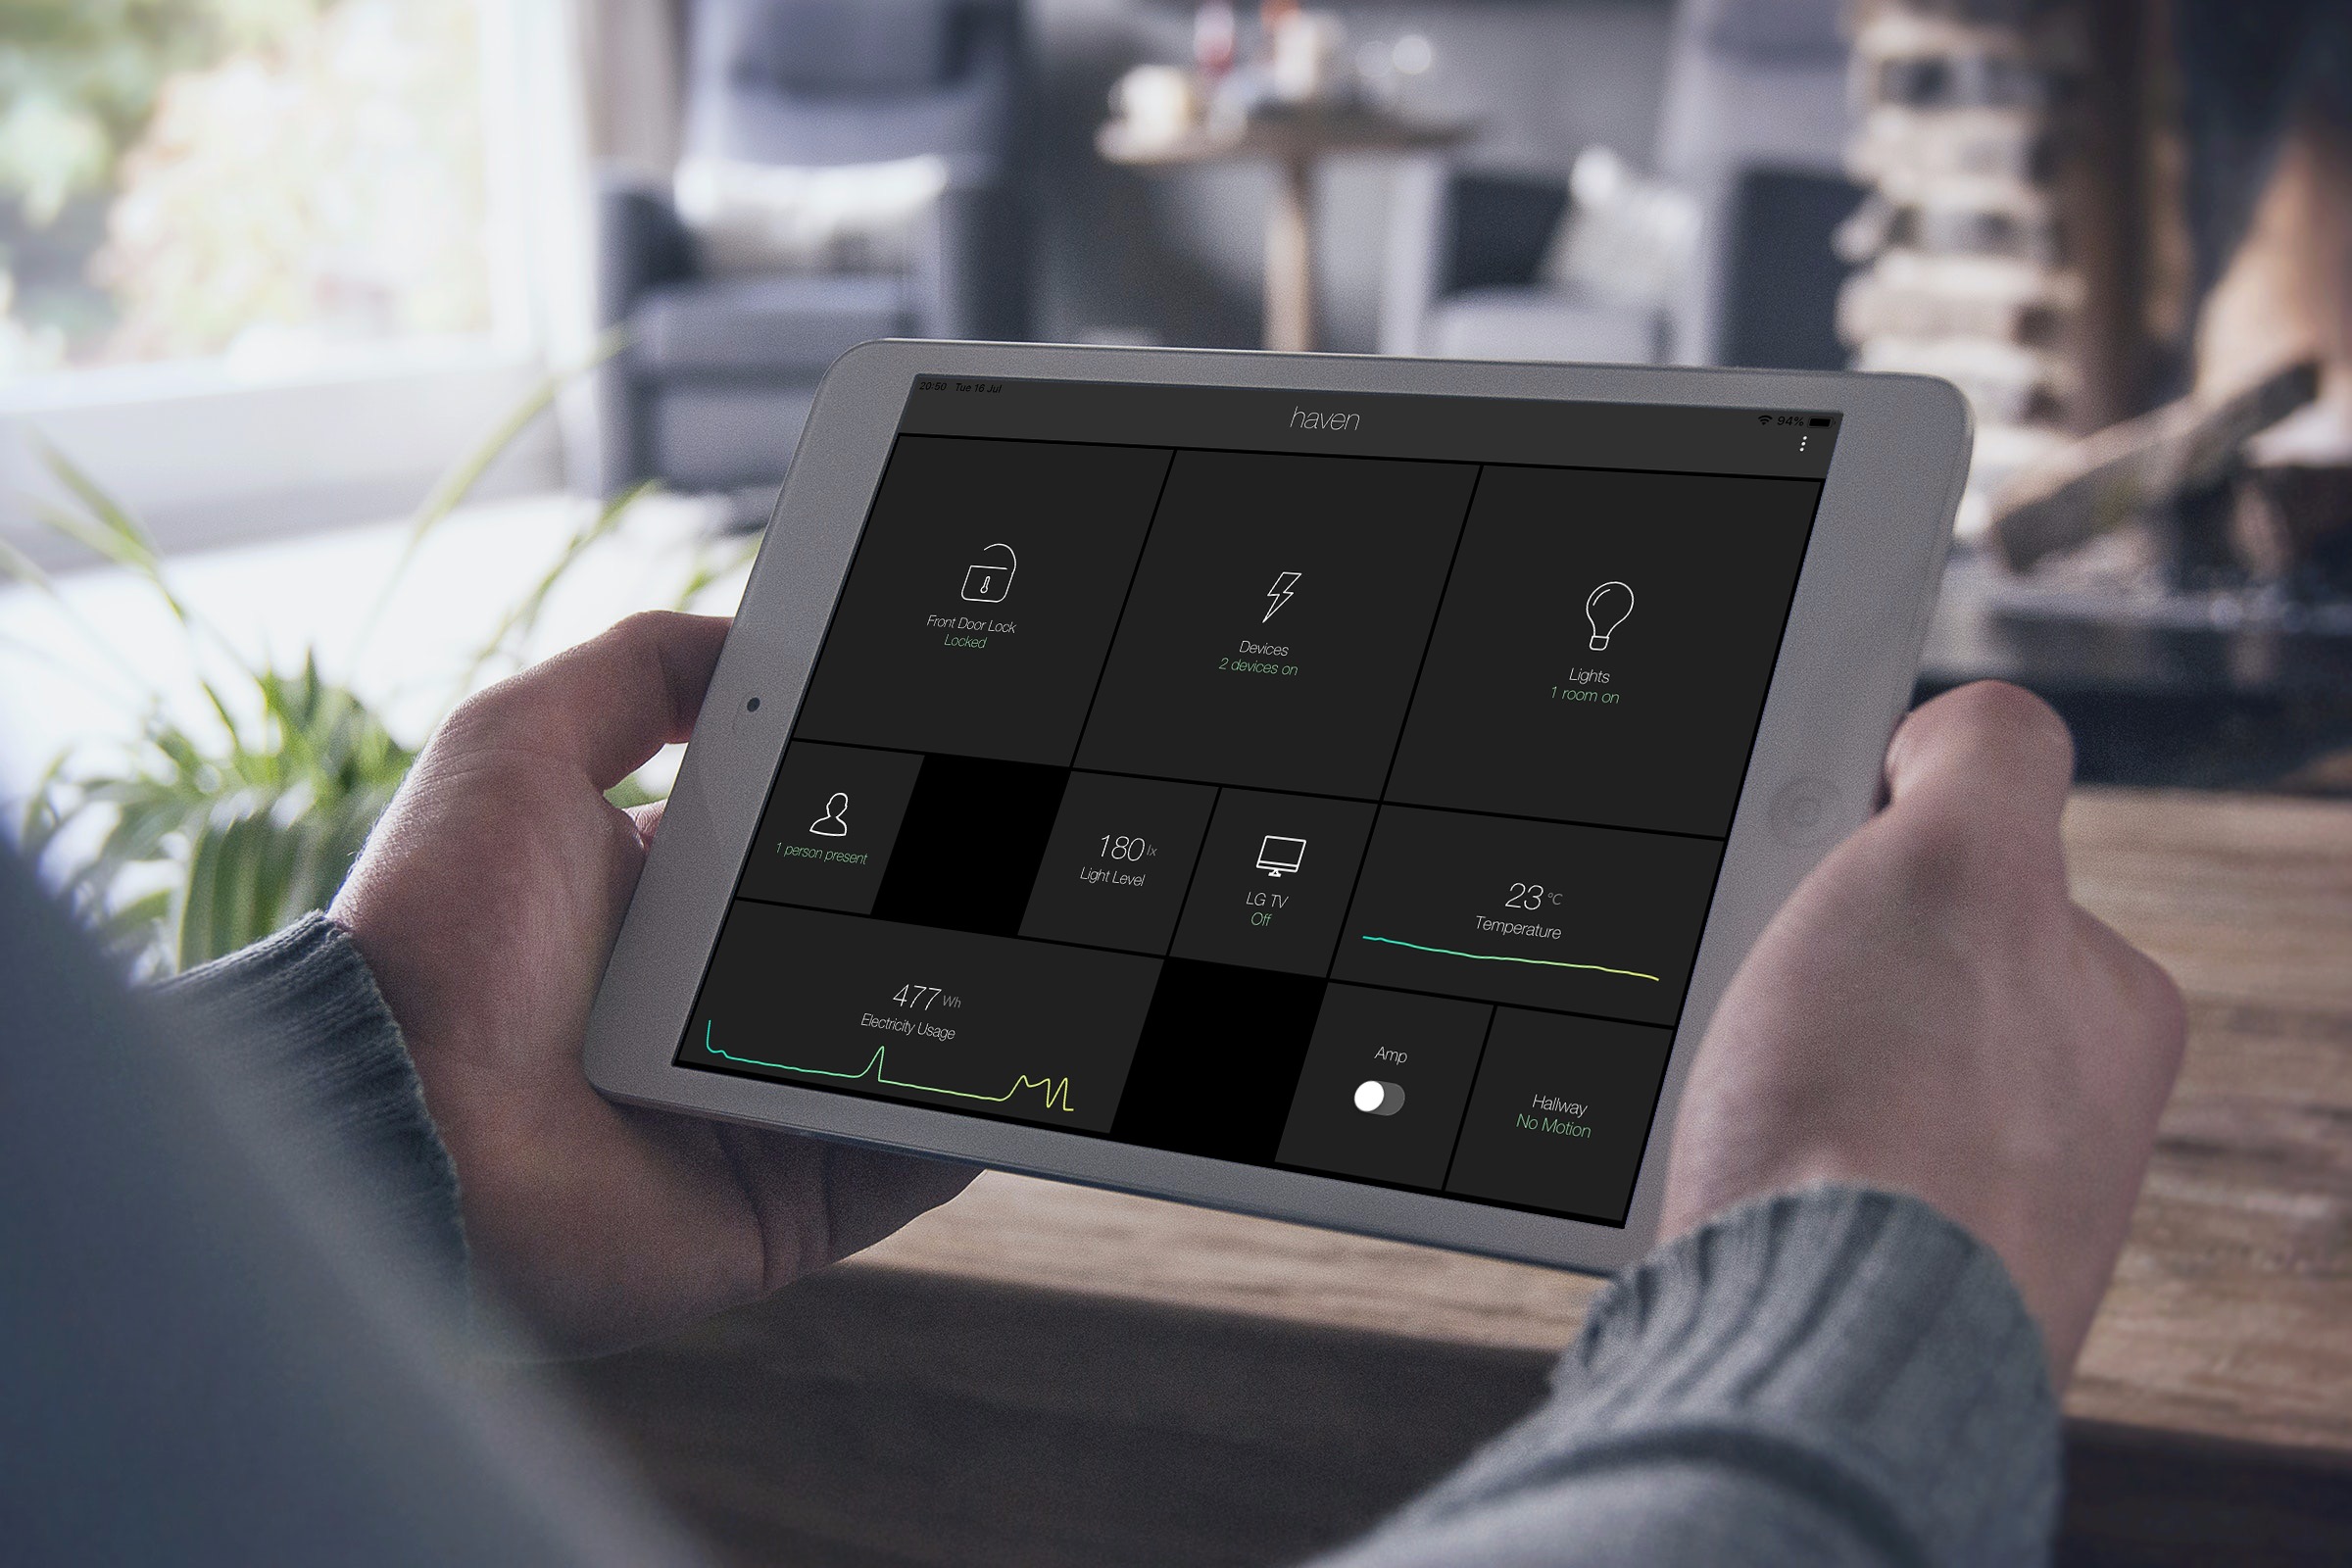 20:50 Tue 16 Jul
haven
94%
Front Door Lock
Locked
Devices
2 devices on
Lights
1 room on
1 person present
180 lx
Light Level
LG TV
Off
23 °C
Temperature
477 Wh
Electricity Usage
Amp
Hallway
No Motion